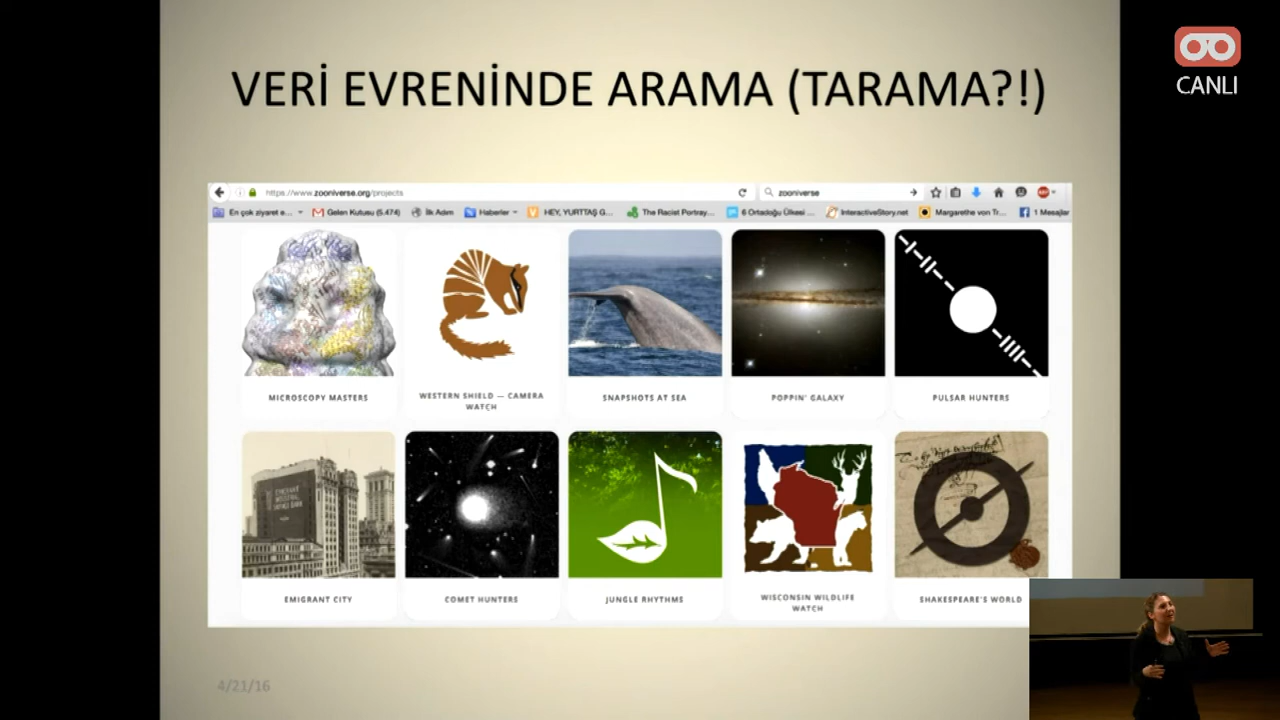 VERİ EVRENİNDE ARAMA (TARAMA?!)
CANLI
https://www.zooniverse.org/projects
zooniverse
En çok ziyaret e...
Gelen Kutusu (5.474)
İlk Adım
Haberler
HEY, YURTTAŞ G...
The Racist Portray...
6 Ortadoğu Ülkesi ...
InteractiveStory.net
Margarethe von Tr...
1 Mesajlar
MICROSCOPY MASTERS
WESTERN SHIELD — CAMERA
WATCH
SNAPSHOTS AT SEA
POPPIN' GALAXY
PULSAR HUNTERS
EMIGRANT CITY
COMET HUNTERS
JUNGLE RHYTHMS
WISCONSIN WILDLIFE
WATCH
SHAKESPEARE'S WORLD
4/21/16